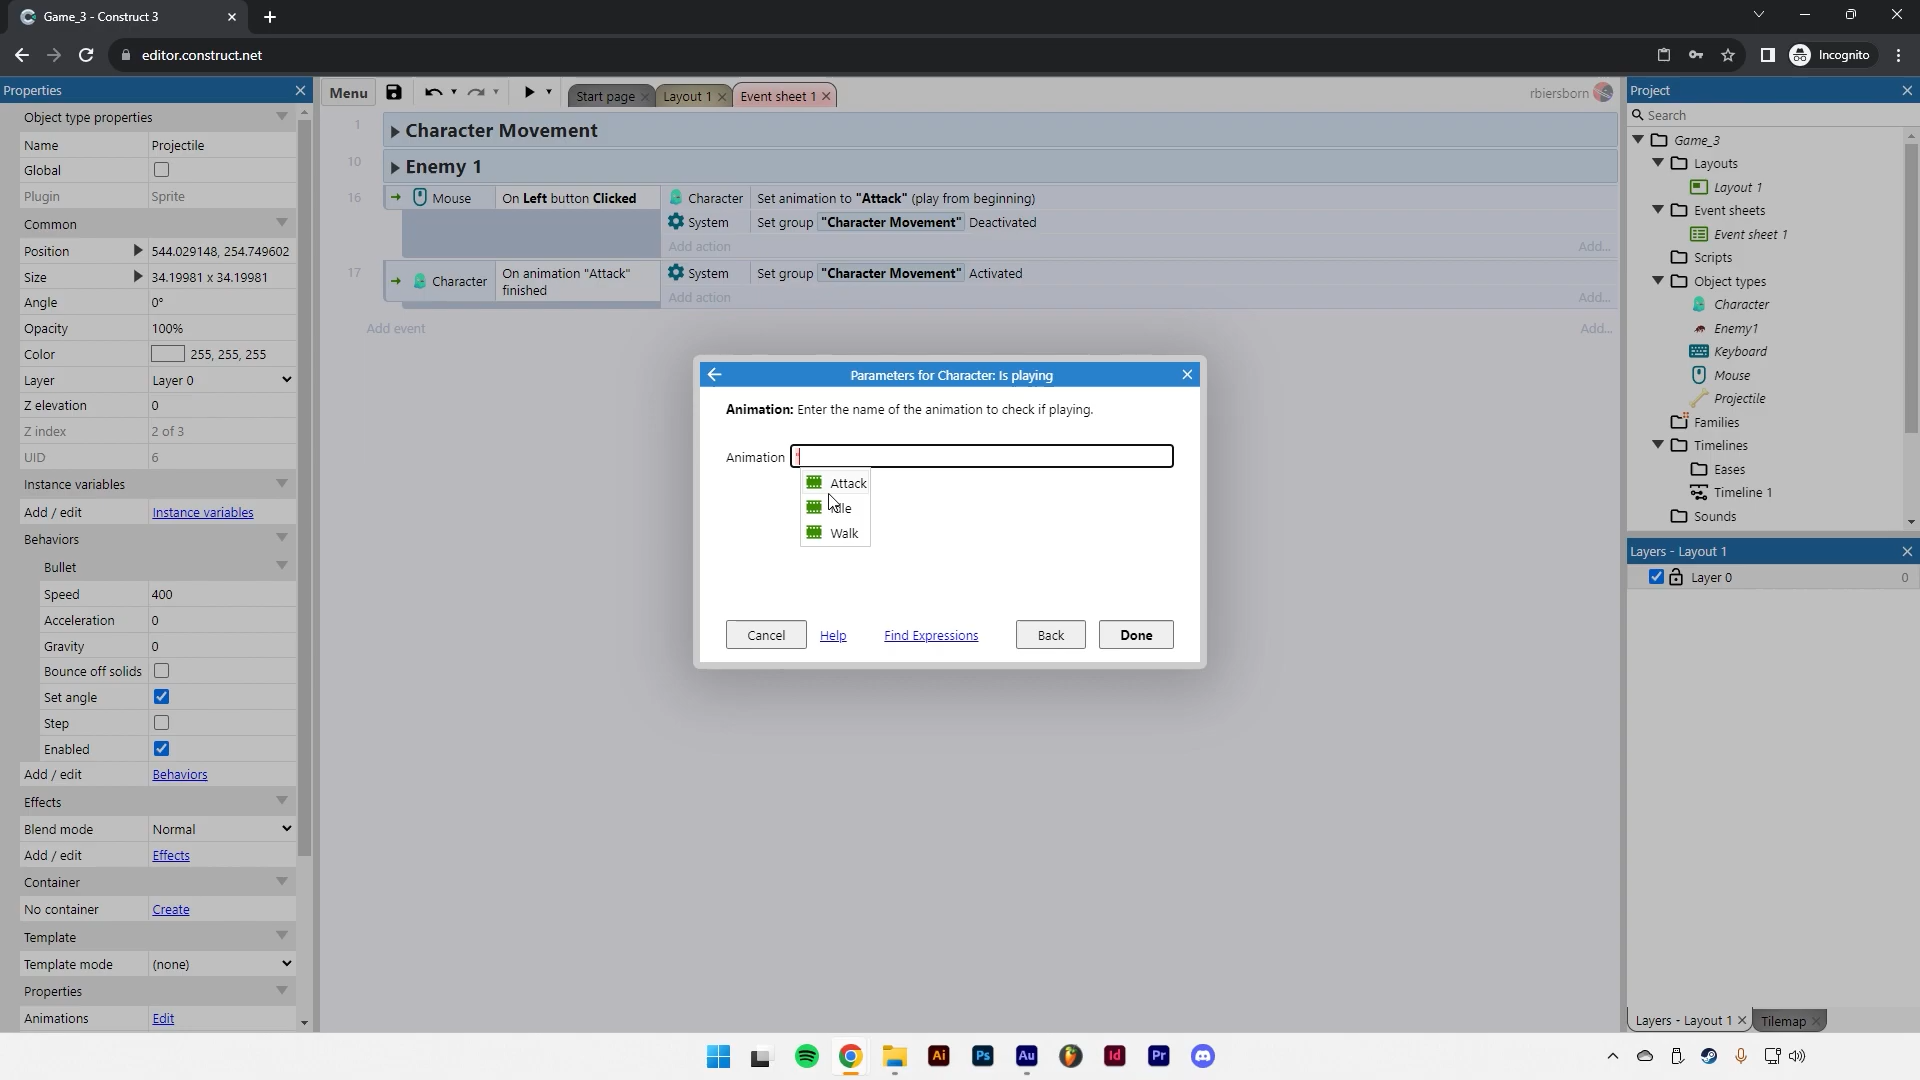 Game_3 - Construct 3
editor.construct.net
Incognito
Properties
Object type properties
Name Projectile
Global
Plugin Sprite
Common
Position 544.029148, 254.749602
Size 34.19981 x 34.19981
Angle 0°
Opacity 100%
Color 255, 255, 255
Layer Layer 0
Z elevation 0
Z index 2 of 3
UID 6
Instance variables
Add / edit Instance variables
Behaviors
Bullet
Speed 400
Acceleration 0
Gravity 0
Bounce off solids
Set angle
Step
Enabled
Add / edit Behaviors
Effects
Blend mode Normal
Add / edit Effects
Container
No container Create
Template
Template mode (none)
Properties
Animations Edit
Menu
Start page
Layout 1
Event sheet 1
rbiersborn
1 Character Movement
10 Enemy 1
16 Mouse On Left button Clicked Character Set animation to "Attack" (play from beginning)
System Set group "Character Movement" Deactivated
Add action Add...
17 Character On animation "Attack" finished System Set group "Character Movement" Activated
Add action Add...
Add event Add...
Parameters for Character: Is playing
Animation: Enter the name of the animation to check if playing.
Animation "
Attack
Idle
Walk
Cancel Help Find Expressions Back Done
Project
Search
Game_3
Layouts
Layout 1
Event sheets
Event sheet 1
Scripts
Object types
Character
Enemy1
Keyboard
Mouse
Projectile
Families
Timelines
Eases
Timeline 1
Sounds
Layers - Layout 1
Layer 0 0
Layers - Layout 1
Tilemap
Ai
Ps
Au
Id
Pr